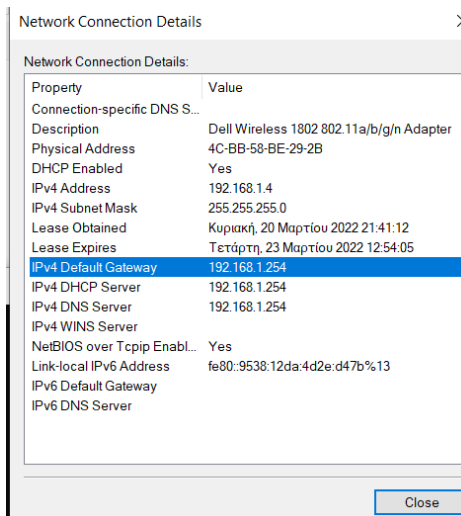 Network Connection Details
Network Connection Details:
Property Value
Connection-specific DNS S...
Description Dell Wireless 1802 802.11a/b/g/n Adapter
Physical Address 4C-BB-58-BE-29-2B
DHCP Enabled Yes
IPv4 Address 192.168.1.4
IPv4 Subnet Mask 255.255.255.0
Lease Obtained Κυριακή, 20 Μαρτίου 2022 21:41:12
Lease Expires Τετάρτη, 23 Μαρτίου 2022 12:54:05
IPv4 Default Gateway 192.168.1.254
IPv4 DHCP Server 192.168.1.254
IPv4 DNS Server 192.168.1.254
IPv4 WINS Server
NetBIOS over Tcpip Enabl... Yes
Link-local IPv6 Address fe80::9538:12da:4d2e:d47b%13
IPv6 Default Gateway
IPv6 DNS Server
Close